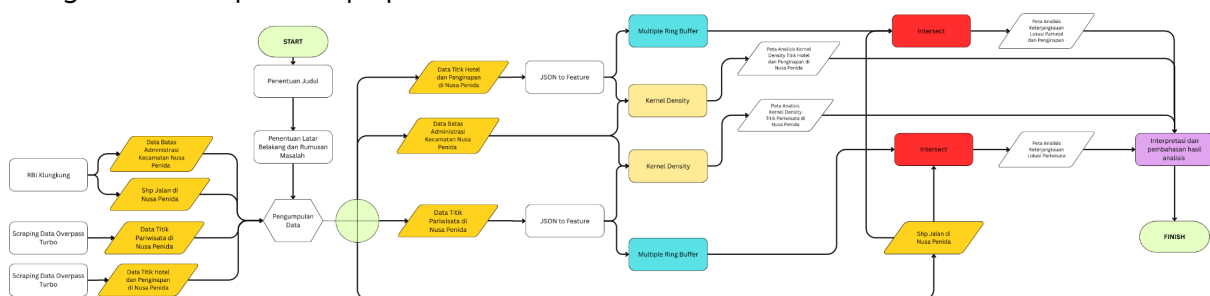 START
Penentuan Judul
Penentuan Latar
Belakang dan Rumusan
Masalah
RBI Klungkung
Data Batas
Administrasi
Kecamatan Nusa
Penida
Shp Jalan di
Nusa Penida
Scraping Data Overpass
Turbo
Data Titik
Pariwisata di
Nusa Penida
Scraping Data Overpass
Turbo
Data Titik Hotel
dan Penginapan
di Nusa Penida
Pengumpulan
Data
Data Titik Hotel
dan Penginapan
di Nusa Penida
JSON to Feature
Data Batas
Administrasi
Kecamatan Nusa
Penida
Data Titik
Pariwisata di
Nusa Penida
JSON to Feature
Multiple Ring Buffer
Kernel Density
Kernel Density
Multiple Ring Buffer
Peta Analisis Kernel
Density Titik Hotel
dan Penginapan di
Nusa Penida
Peta Analisis
Kernel Density
Titik Pariwisata di
Nusa Penida
Intersect
Peta Analisis
Keterjangkauan
Lokasi
dan Penginapan
Intersect
Peta Analisis
Keterjangkauan
Lokasi Pariwisata
Shp Jalan di
Nusa Penida
Interpretasi dan
pembahasan hasil
analisis
FINISH